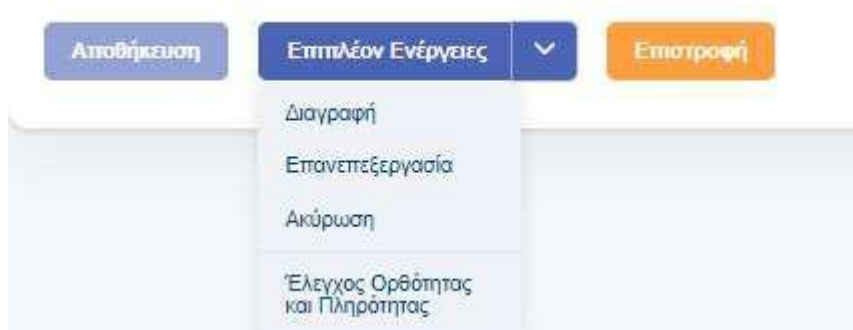 Αποθήκευση Επιπλέον Ενέργειες Επιστροφή
Διαγραφή
Επανεπεξεργασία
Ακύρωση
Έλεγχος Ορθότητας
και Πληρότητας